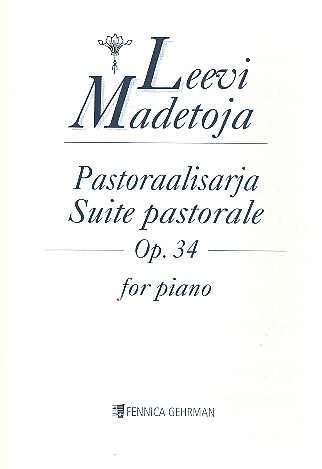 Leevi
Madetoja
Pastoraalisarja
Suite pastorale
Op. 34
for piano
FENNICA GEHRMAN